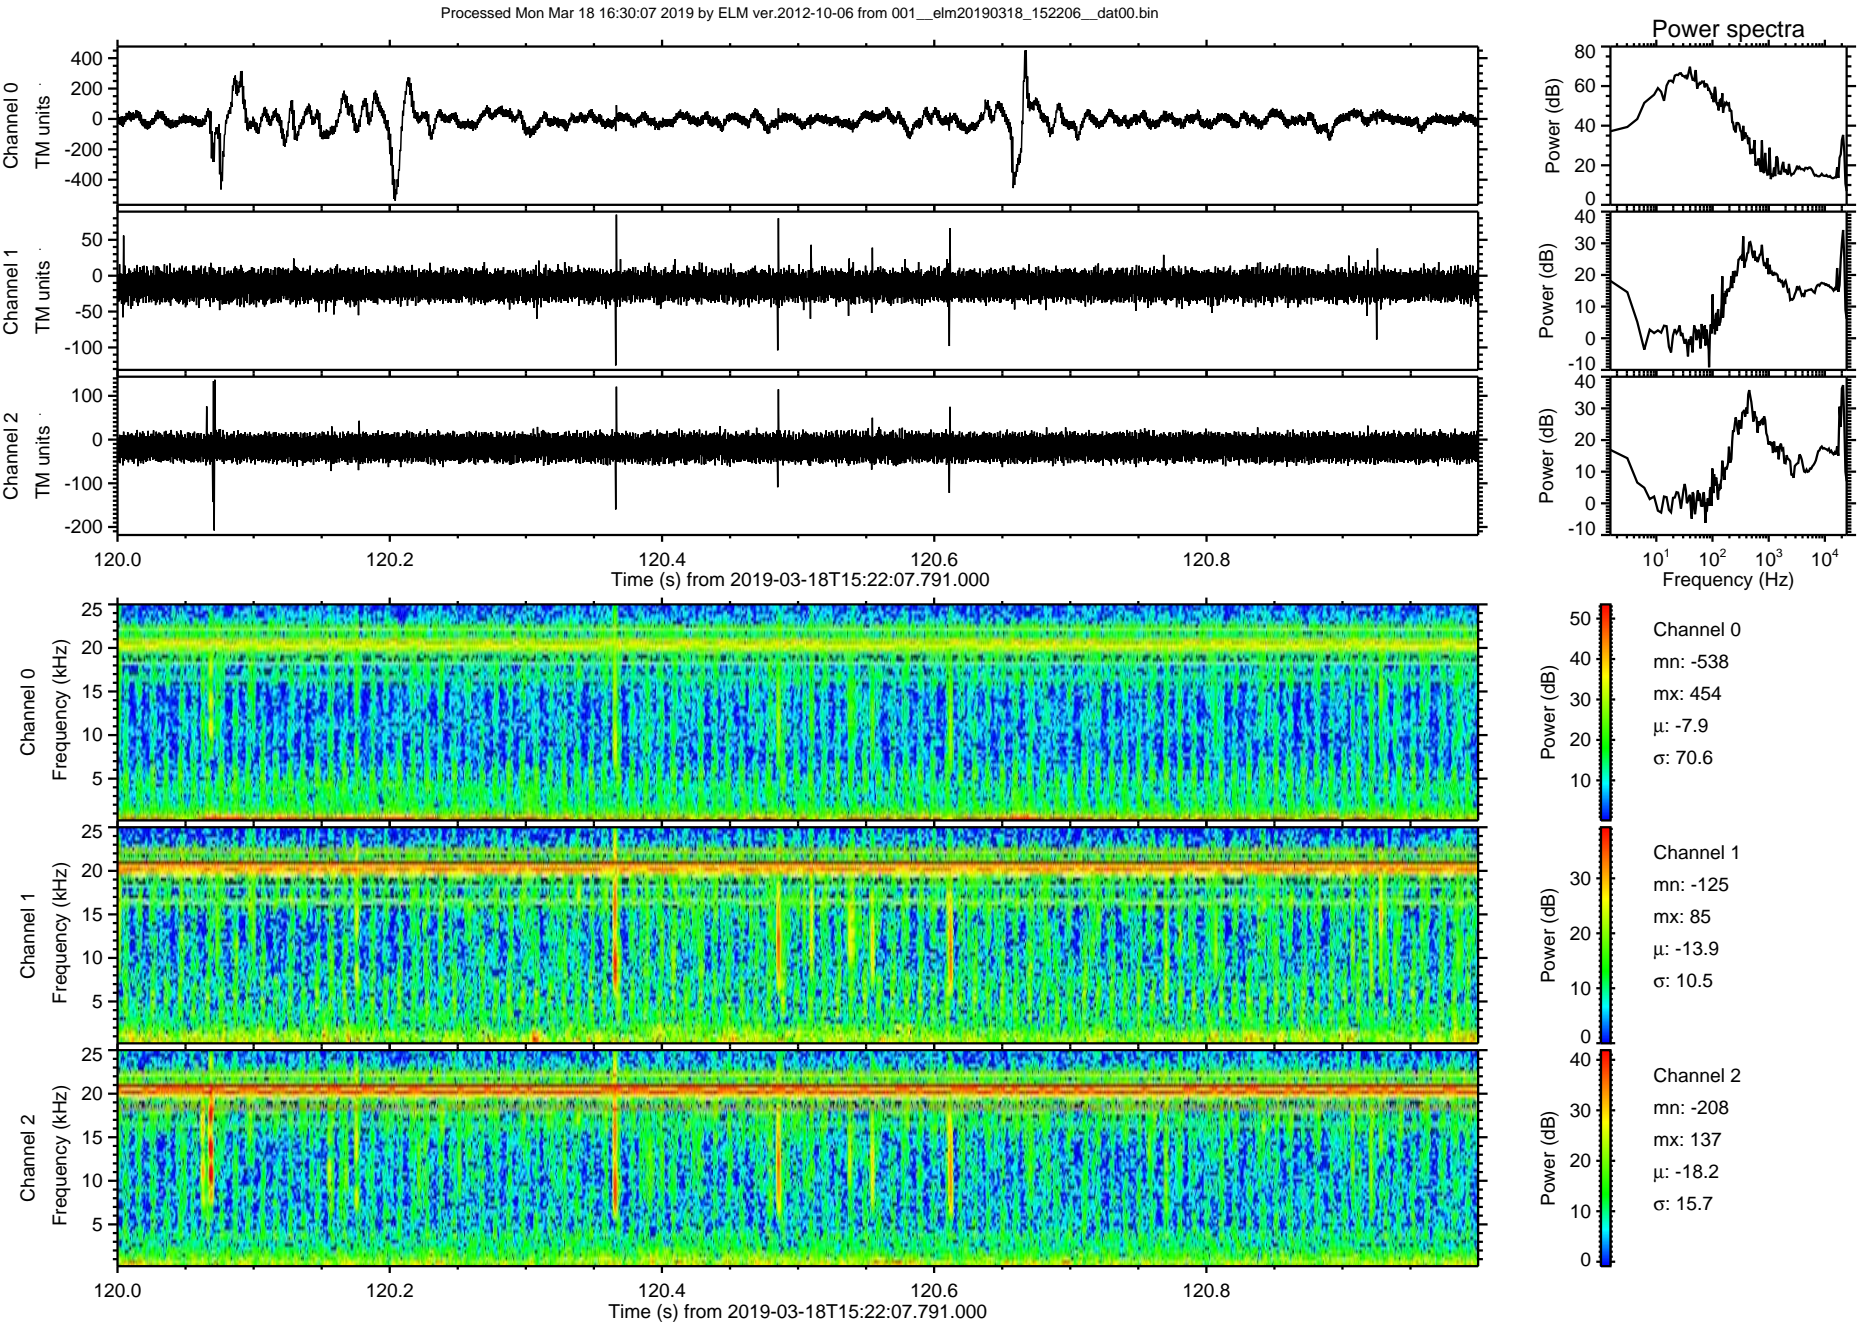 Processed Mon Mar 18 16:30:07 2019 by ELM ver.2012-10-06 from 001__elm20190318_152206__dat00.bin
Power spectra
Channel 0
TM units
400
200
0
-200
-400
Power (dB)
80
60
40
20
0
Channel 1
TM units
50
0
-50
-100
Power (dB)
40
30
20
10
0
-10
Channel 2
TM units
100
0
-100
-200
Power (dB)
40
30
20
10
0
-10
120.0 120.2 120.4 120.6 120.8
Time (s) from 2019-03-18T15:22:07.791.000
10^1 10^2 10^3 10^4
Frequency (Hz)
Channel 0
Frequency (kHz)
25
20
15
10
5
Power (dB)
50
40
30
20
10
Channel 0
mn: -538
mx: 454
μ: -7.9
σ: 70.6
Channel 1
Frequency (kHz)
25
20
15
10
5
Power (dB)
30
20
10
0
Channel 1
mn: -125
mx: 85
μ: -13.9
σ: 10.5
Channel 2
Frequency (kHz)
25
20
15
10
5
Power (dB)
40
30
20
10
0
Channel 2
mn: -208
mx: 137
μ: -18.2
σ: 15.7
120.0 120.2 120.4 120.6 120.8
Time (s) from 2019-03-18T15:22:07.791.000